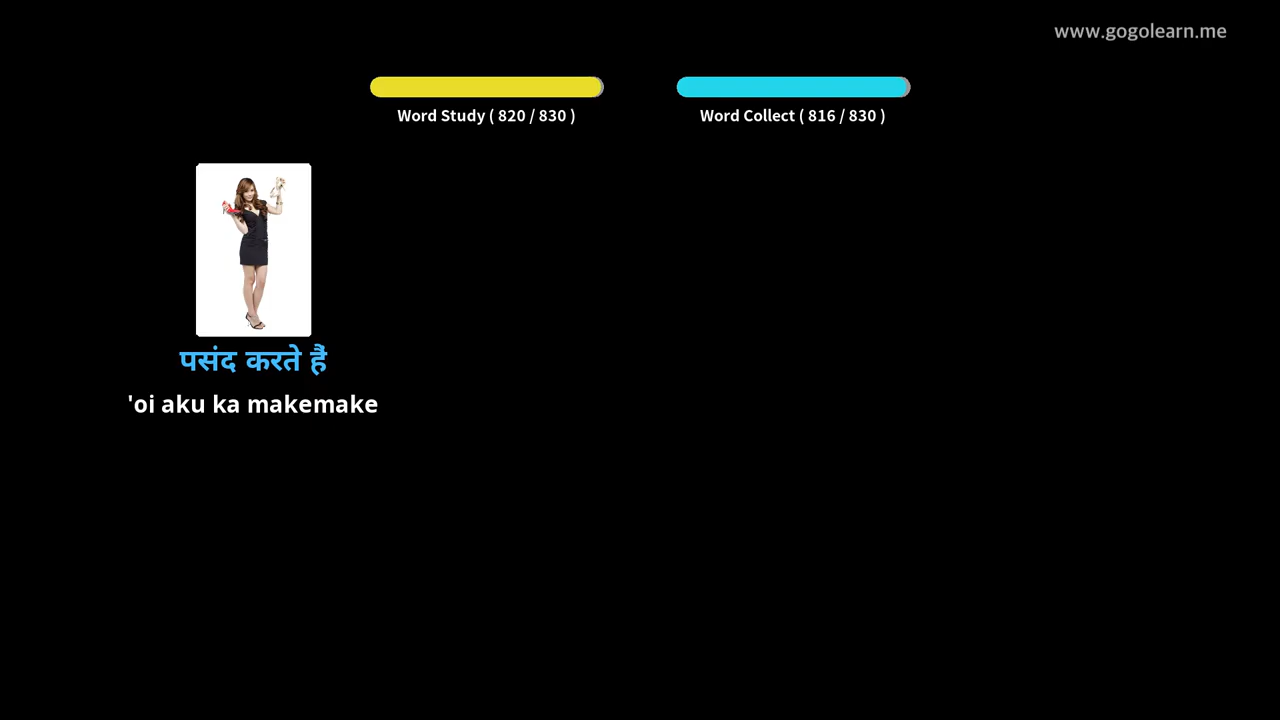 www.gogolearn.me
Word Study ( 820 / 830 )
Word Collect ( 816 / 830 )
पसंद करते हैं
'oi aku ka makemake